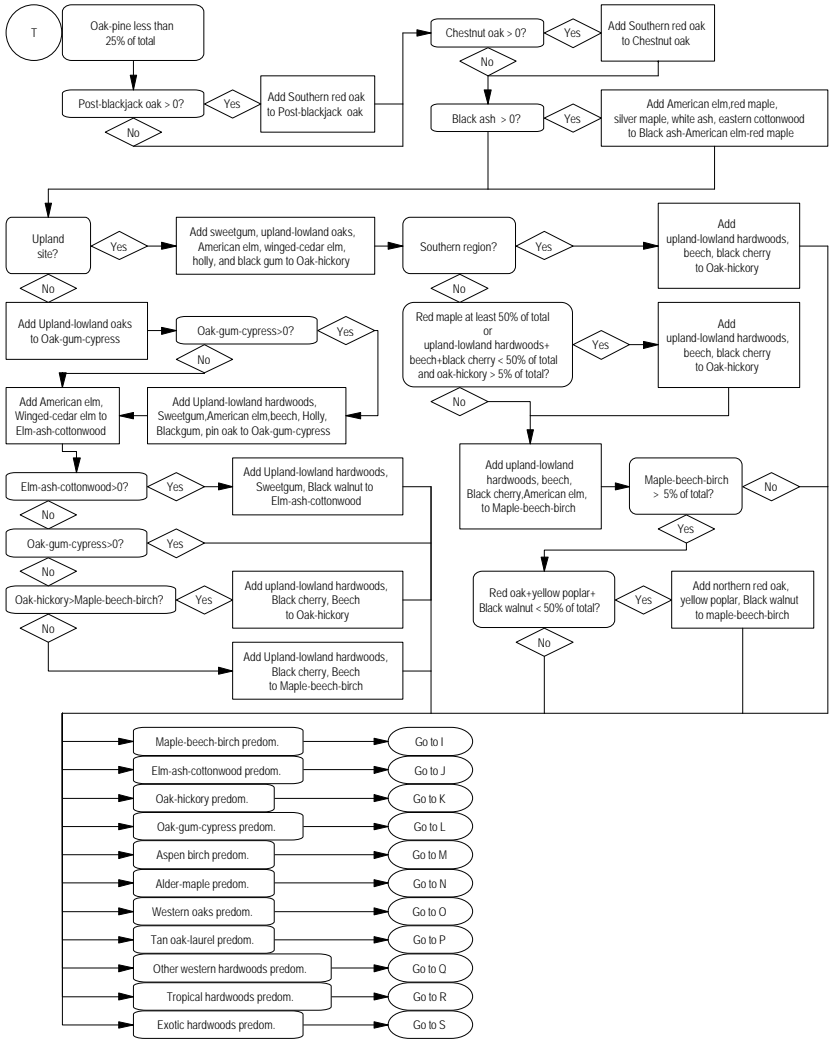 T
Oak-pine less than
25% of total
Post-blackjack oak > 0?
Yes
Add Southern red oak
to Post-blackjack oak
No
Chestnut oak > 0?
Yes
Add Southern red oak
to Chestnut oak
No
Black ash > 0?
Yes
Add American elm,red maple,
silver maple, white ash, eastern cottonwood
to Black ash-American elm-red maple
Upland
site?
Yes
Add sweetgum, upland-lowland oaks,
American elm, winged-cedar elm,
holly, and black gum to Oak-hickory
Southern region?
Yes
Add
upland-lowland hardwoods,
beech, black cherry
to Oak-hickory
No
No
Add Upland-lowland oaks
to Oak-gum-cypress
Oak-gum-cypress>0?
Yes
No
Red maple at least 50% of total
or
upland-lowland hardwoods+
beech+black cherry < 50% of total
and oak-hickory > 5% of total?
Yes
Add
upland-lowland hardwoods,
beech, black cherry
to Oak-hickory
No
Add American elm,
Winged-cedar elm to
Elm-ash-cottonwood
Add Upland-lowland hardwoods,
Sweetgum,American elm,beech, Holly,
Blackgum, pin oak to Oak-gum-cypress
Elm-ash-cottonwood>0?
Yes
Add Upland-lowland hardwoods,
Sweetgum, Black walnut to
Elm-ash-cottonwood
No
Add upland-lowland
hardwoods, beech,
Black cherry,American elm,
to Maple-beech-birch
Maple-beech-birch
> 5% of total?
No
Yes
Oak-gum-cypress>0?
Yes
No
Oak-hickory>Maple-beech-birch?
Yes
Add upland-lowland hardwoods,
Black cherry, Beech
to Oak-hickory
No
Add Upland-lowland hardwoods,
Black cherry, Beech
to Maple-beech-birch
Red oak+yellow poplar+
Black walnut < 50% of total?
Yes
Add northern red oak,
yellow poplar, Black walnut
to maple-beech-birch
No
Maple-beech-birch predom.
Go to I
Elm-ash-cottonwood predom.
Go to J
Oak-hickory predom.
Go to K
Oak-gum-cypress predom.
Go to L
Aspen birch predom.
Go to M
Alder-maple predom.
Go to N
Western oaks predom.
Go to O
Tan oak-laurel predom.
Go to P
Other western hardwoods predom.
Go to Q
Tropical hardwoods predom.
Go to R
Exotic hardwoods predom.
Go to S